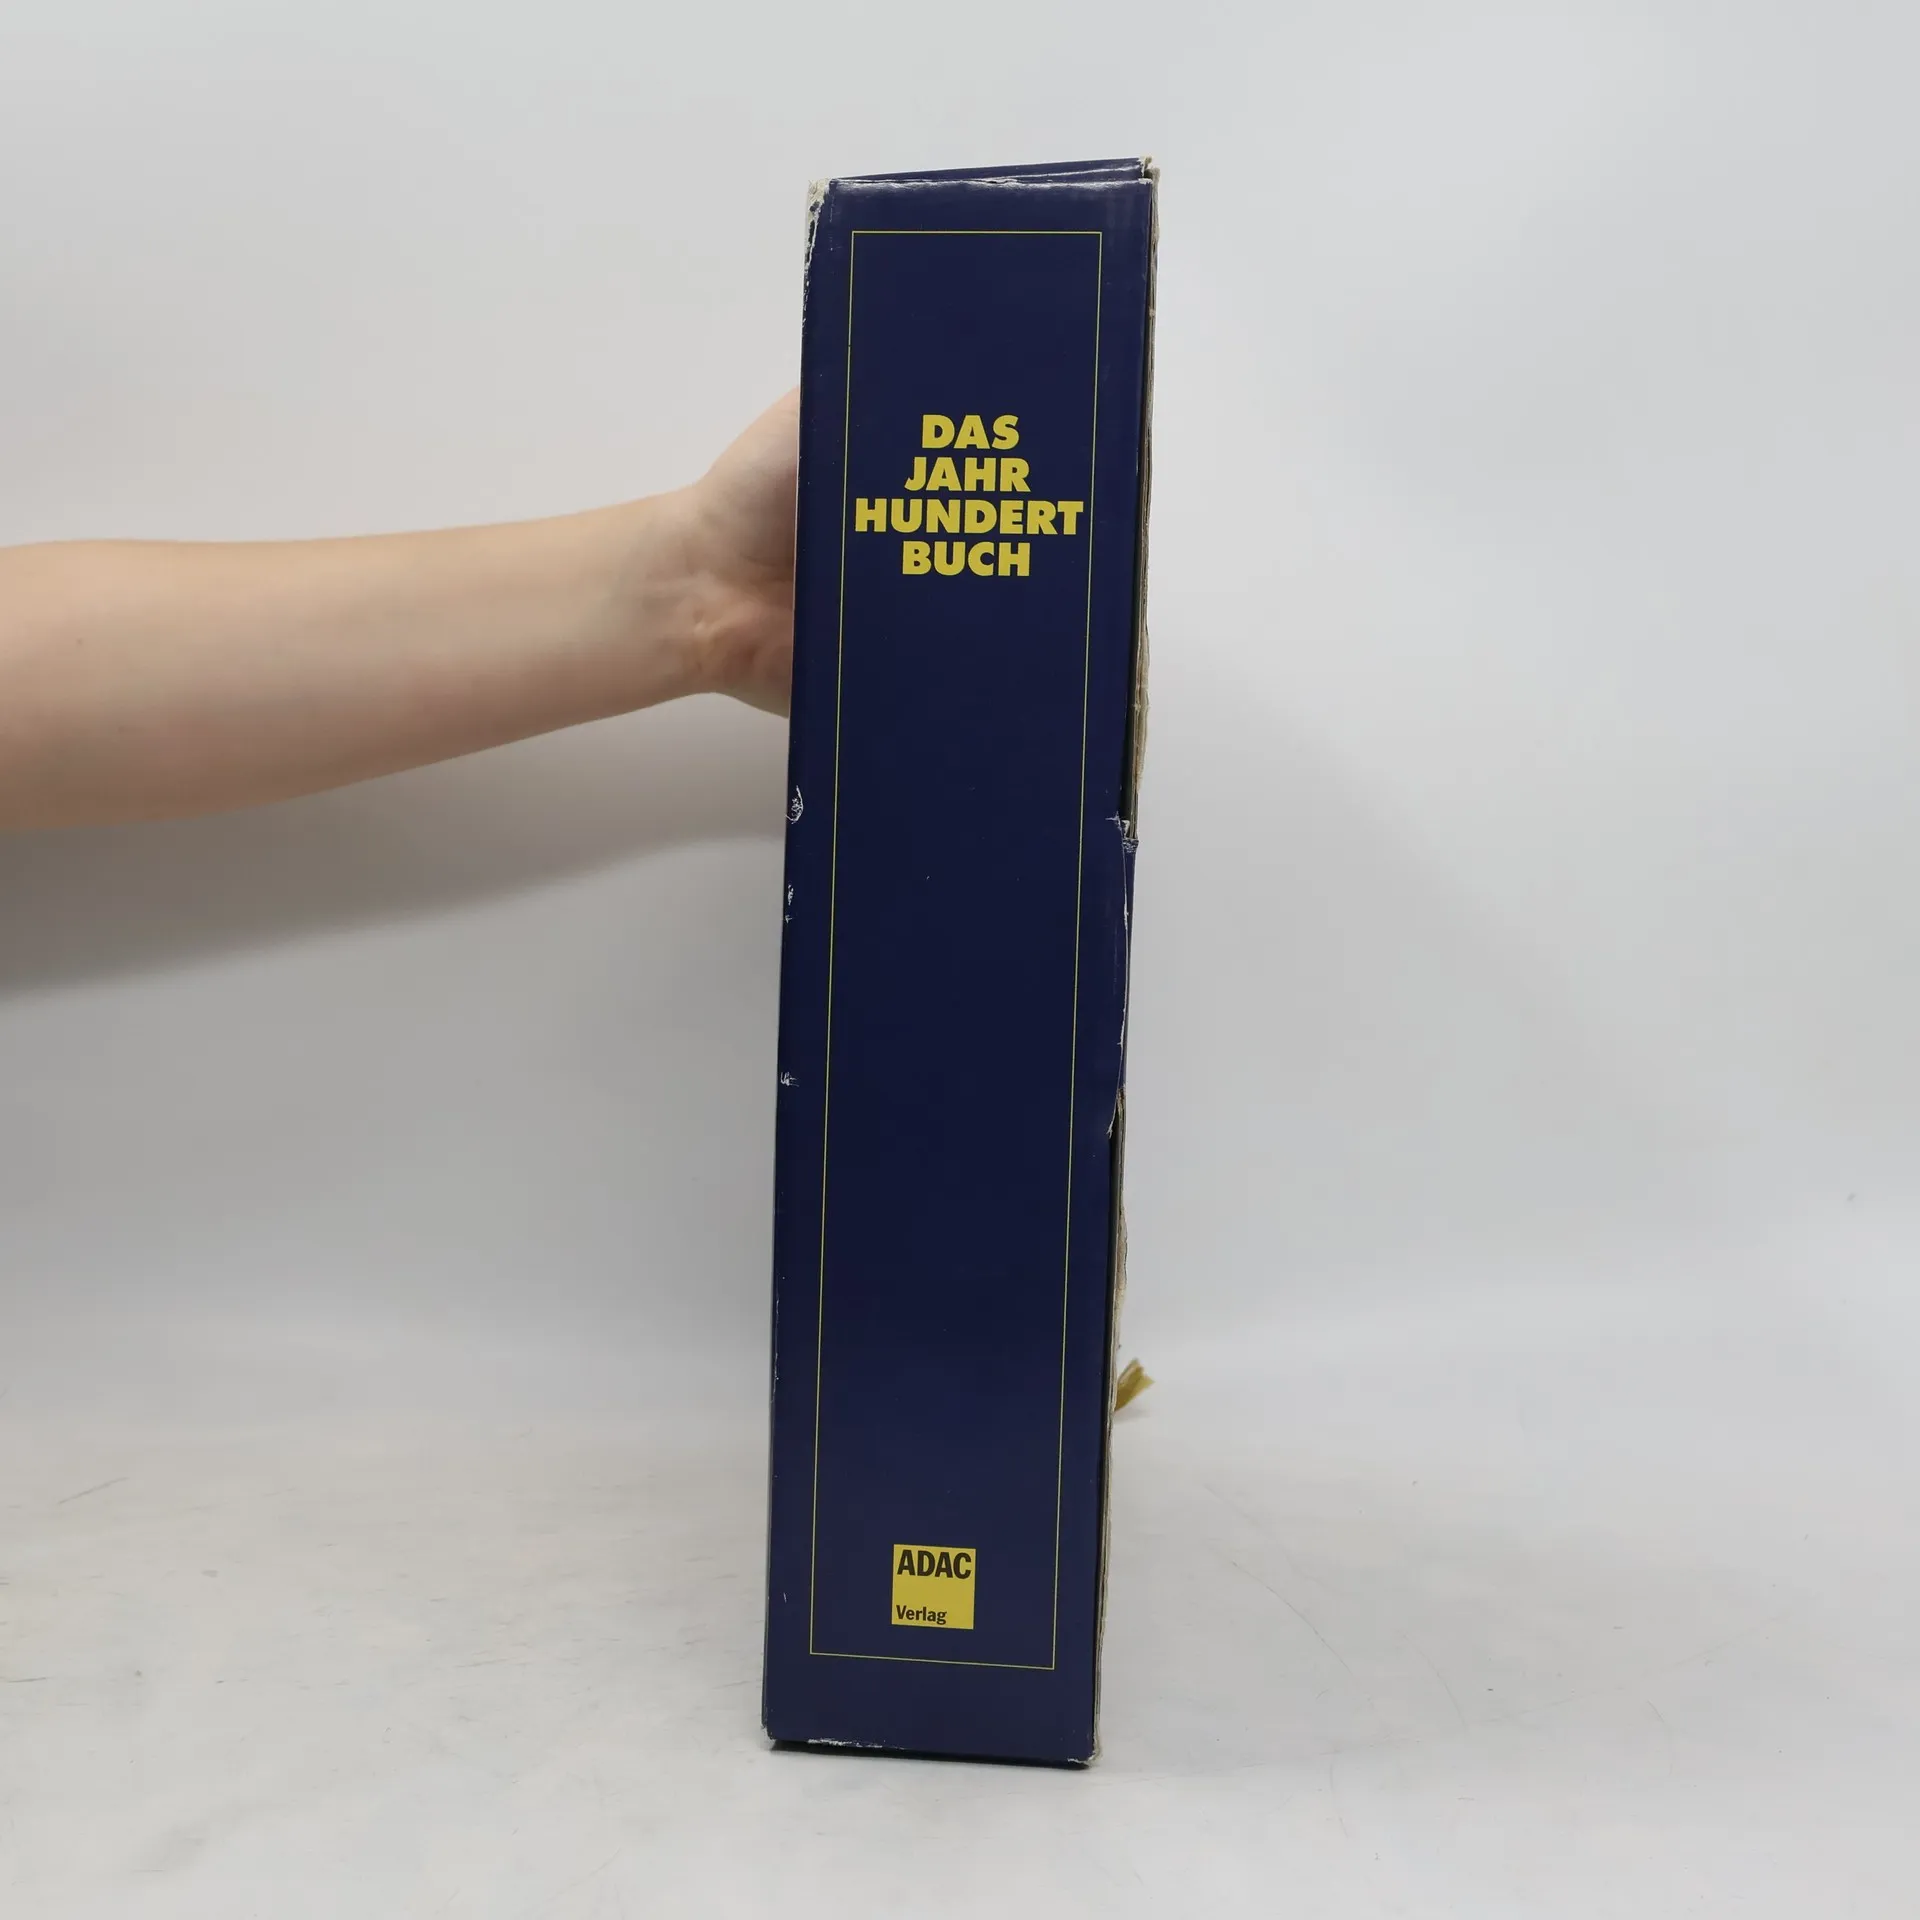 DAS
JAHR
HUNDERT
BUCH
ADAC
Verlag